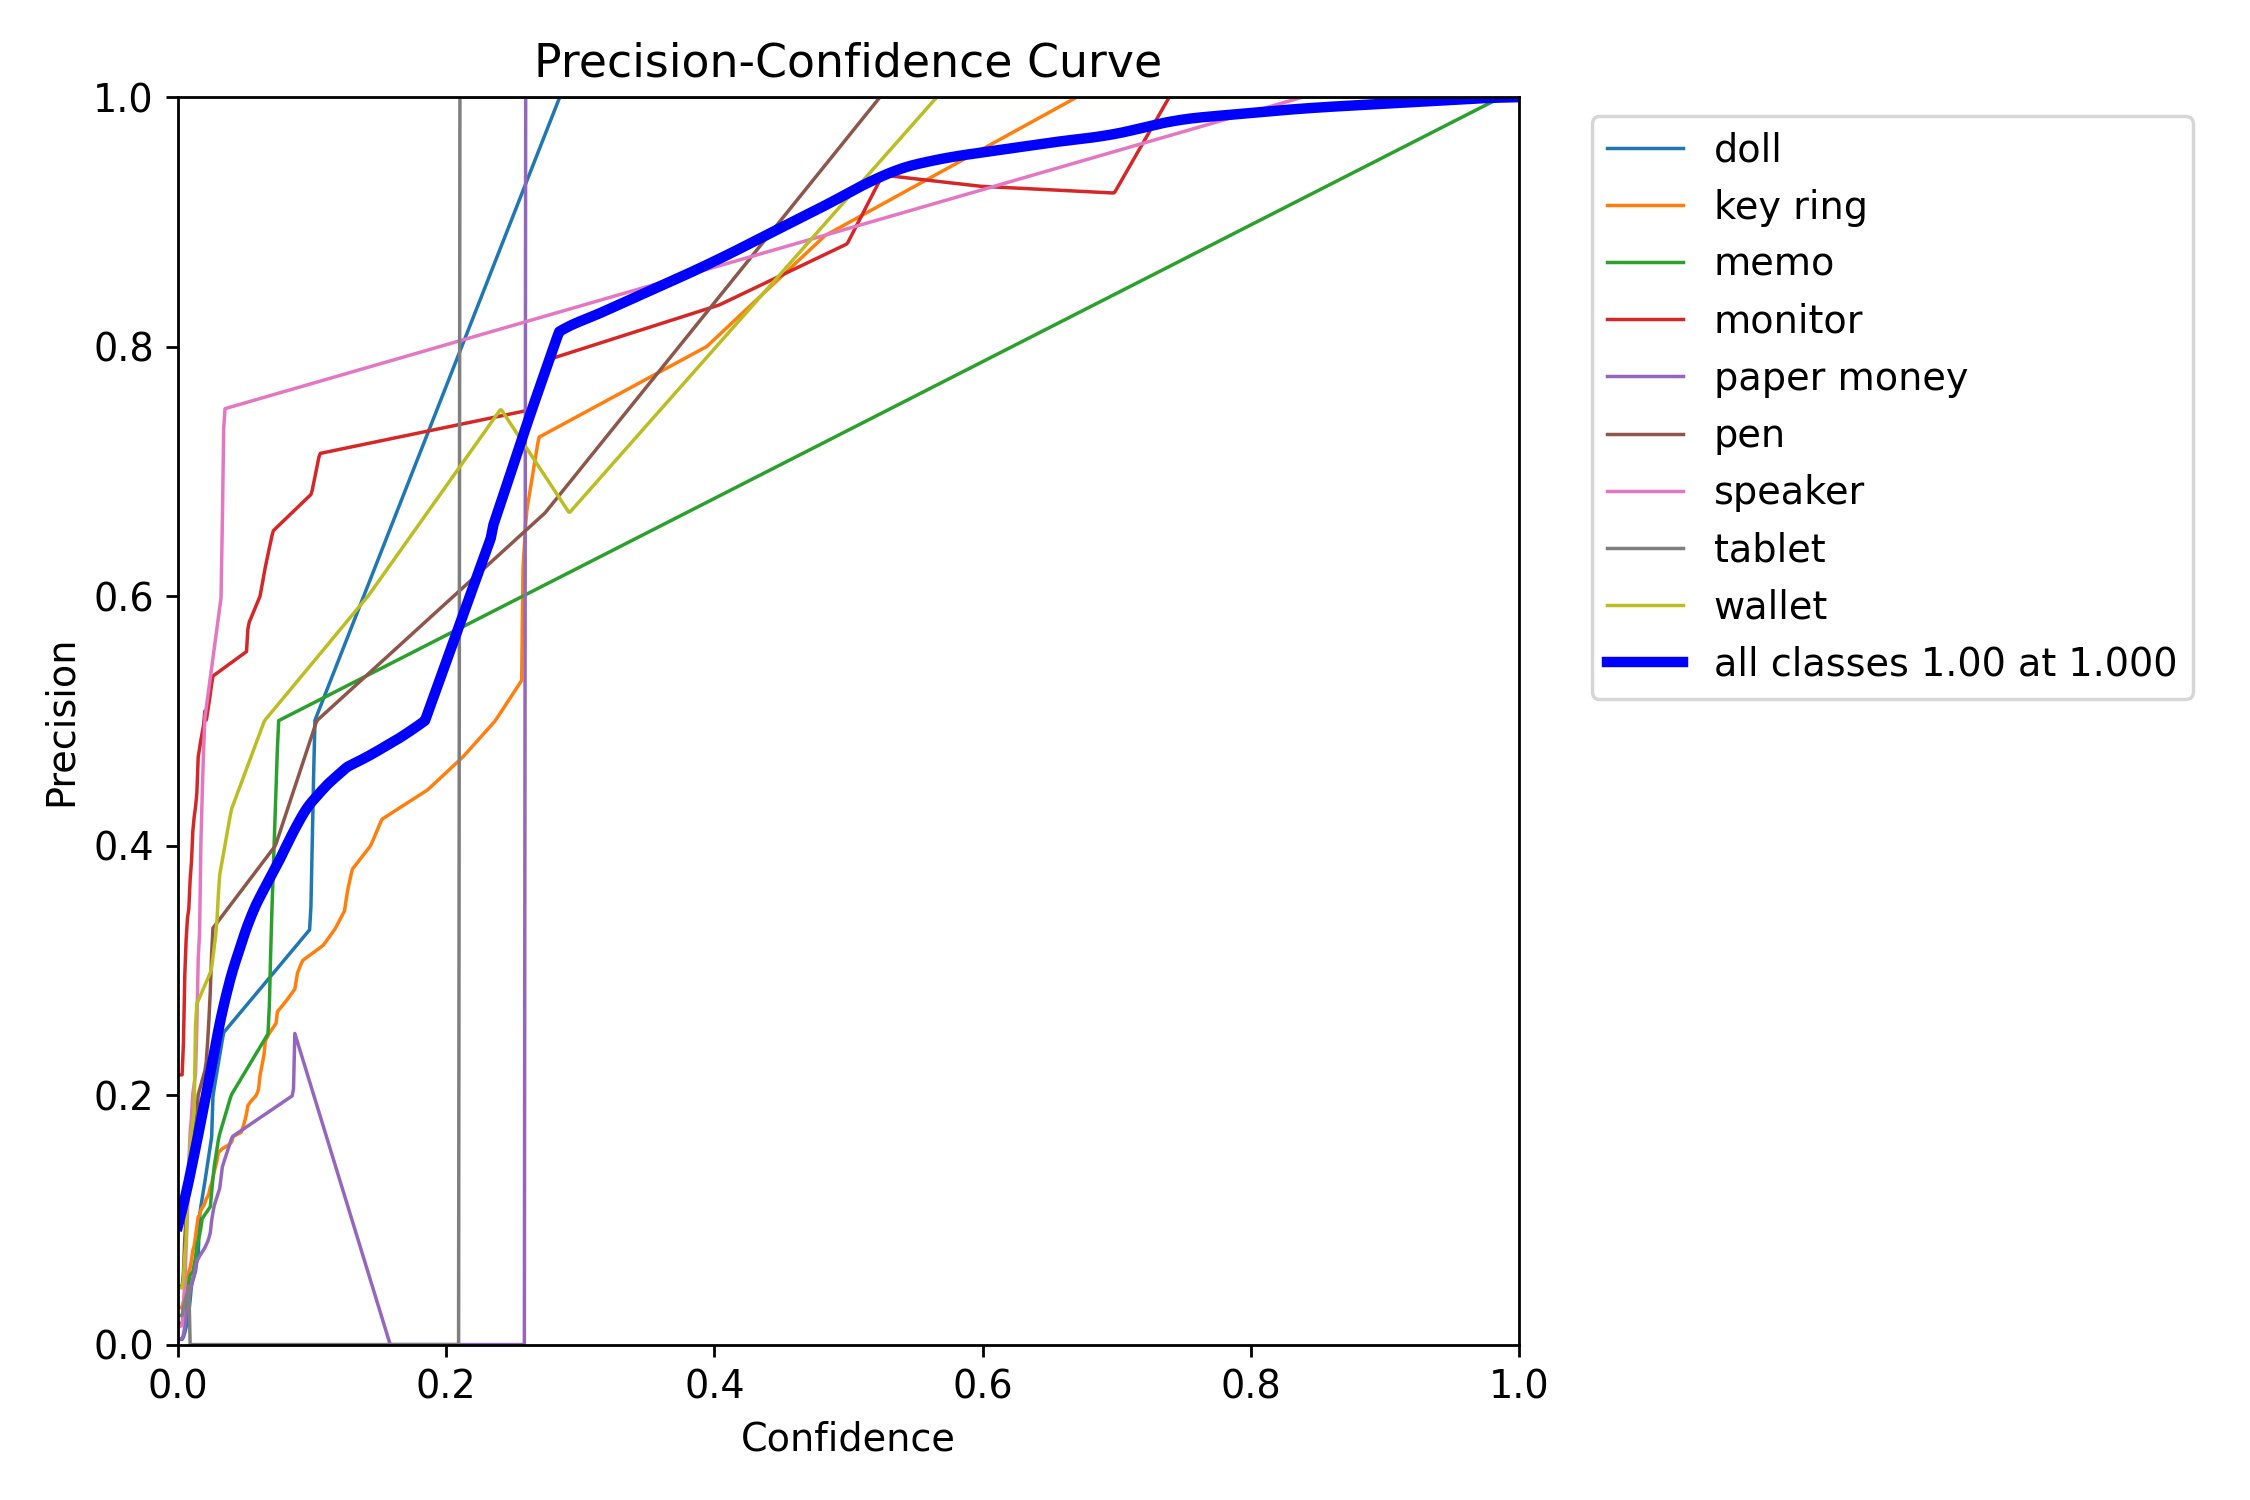 Precision-Confidence Curve
1.0
0.8
0.6
0.4
0.2
0.0
Precision
0.0 0.2 0.4 0.6 0.8 1.0
Confidence
doll
key ring
memo
monitor
paper money
pen
speaker
tablet
wallet
all classes 1.00 at 1.000